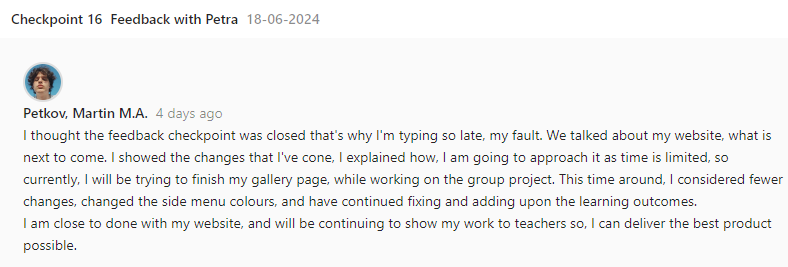 Checkpoint 16 Feedback with Petra 18-06-2024
Petkov, Martin M.A. 4 days ago
I thought the feedback checkpoint was closed that's why I'm typing so late, my fault. We talked about my website, what is
next to come. I showed the changes that I've cone, I explained how, I am going to approach it as time is limited, so
currently, I will be trying to finish my gallery page, while working on the group project. This time around, I considered fewer
changes, changed the side menu colours, and have continued fixing and adding upon the learning outcomes.
I am close to done with my website, and will be continuing to show my work to teachers so, I can deliver the best product
possible.